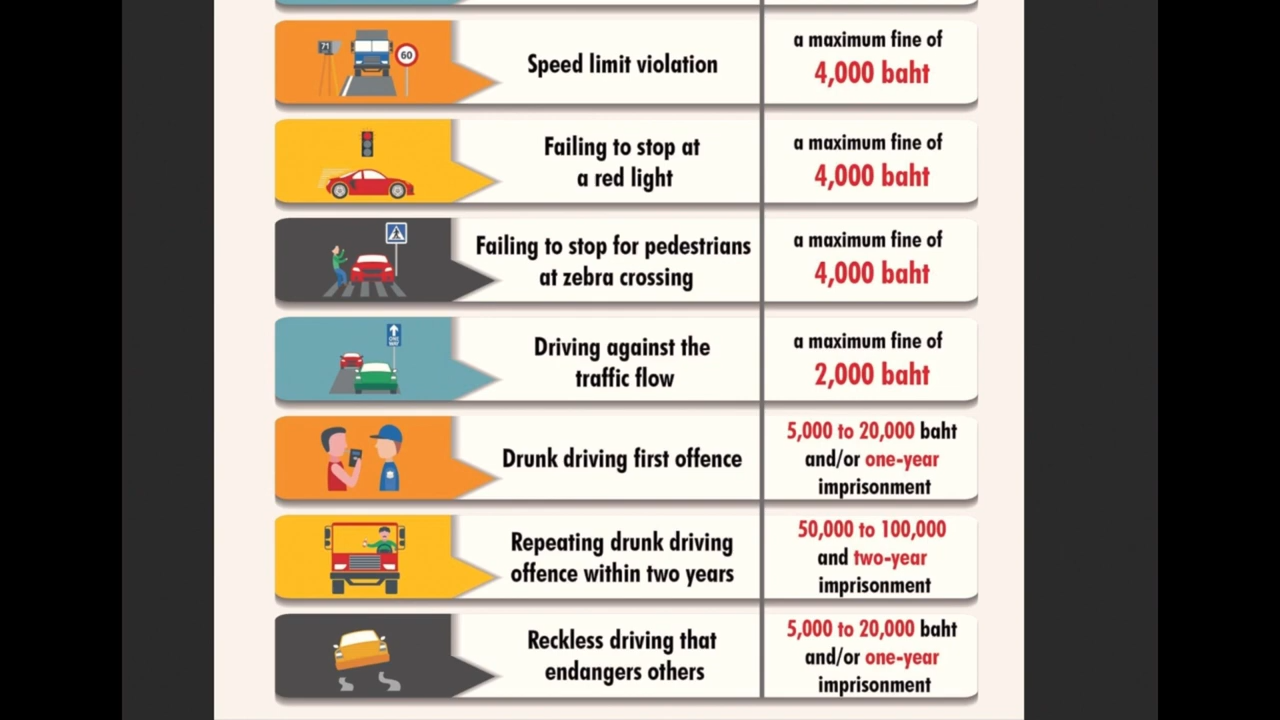 71
60
Speed limit violation
a maximum fine of
4,000 baht
Failing to stop at
a red light
a maximum fine of
4,000 baht
Failing to stop for pedestrians
at zebra crossing
a maximum fine of
4,000 baht
ONE
WAY
Driving against the
traffic flow
a maximum fine of
2,000 baht
Drunk driving first offence
5,000 to 20,000 baht
and/or one-year
imprisonment
Repeating drunk driving
offence within two years
50,000 to 100,000
and two-year
imprisonment
Reckless driving that
endangers others
5,000 to 20,000 baht
and/or one-year
imprisonment